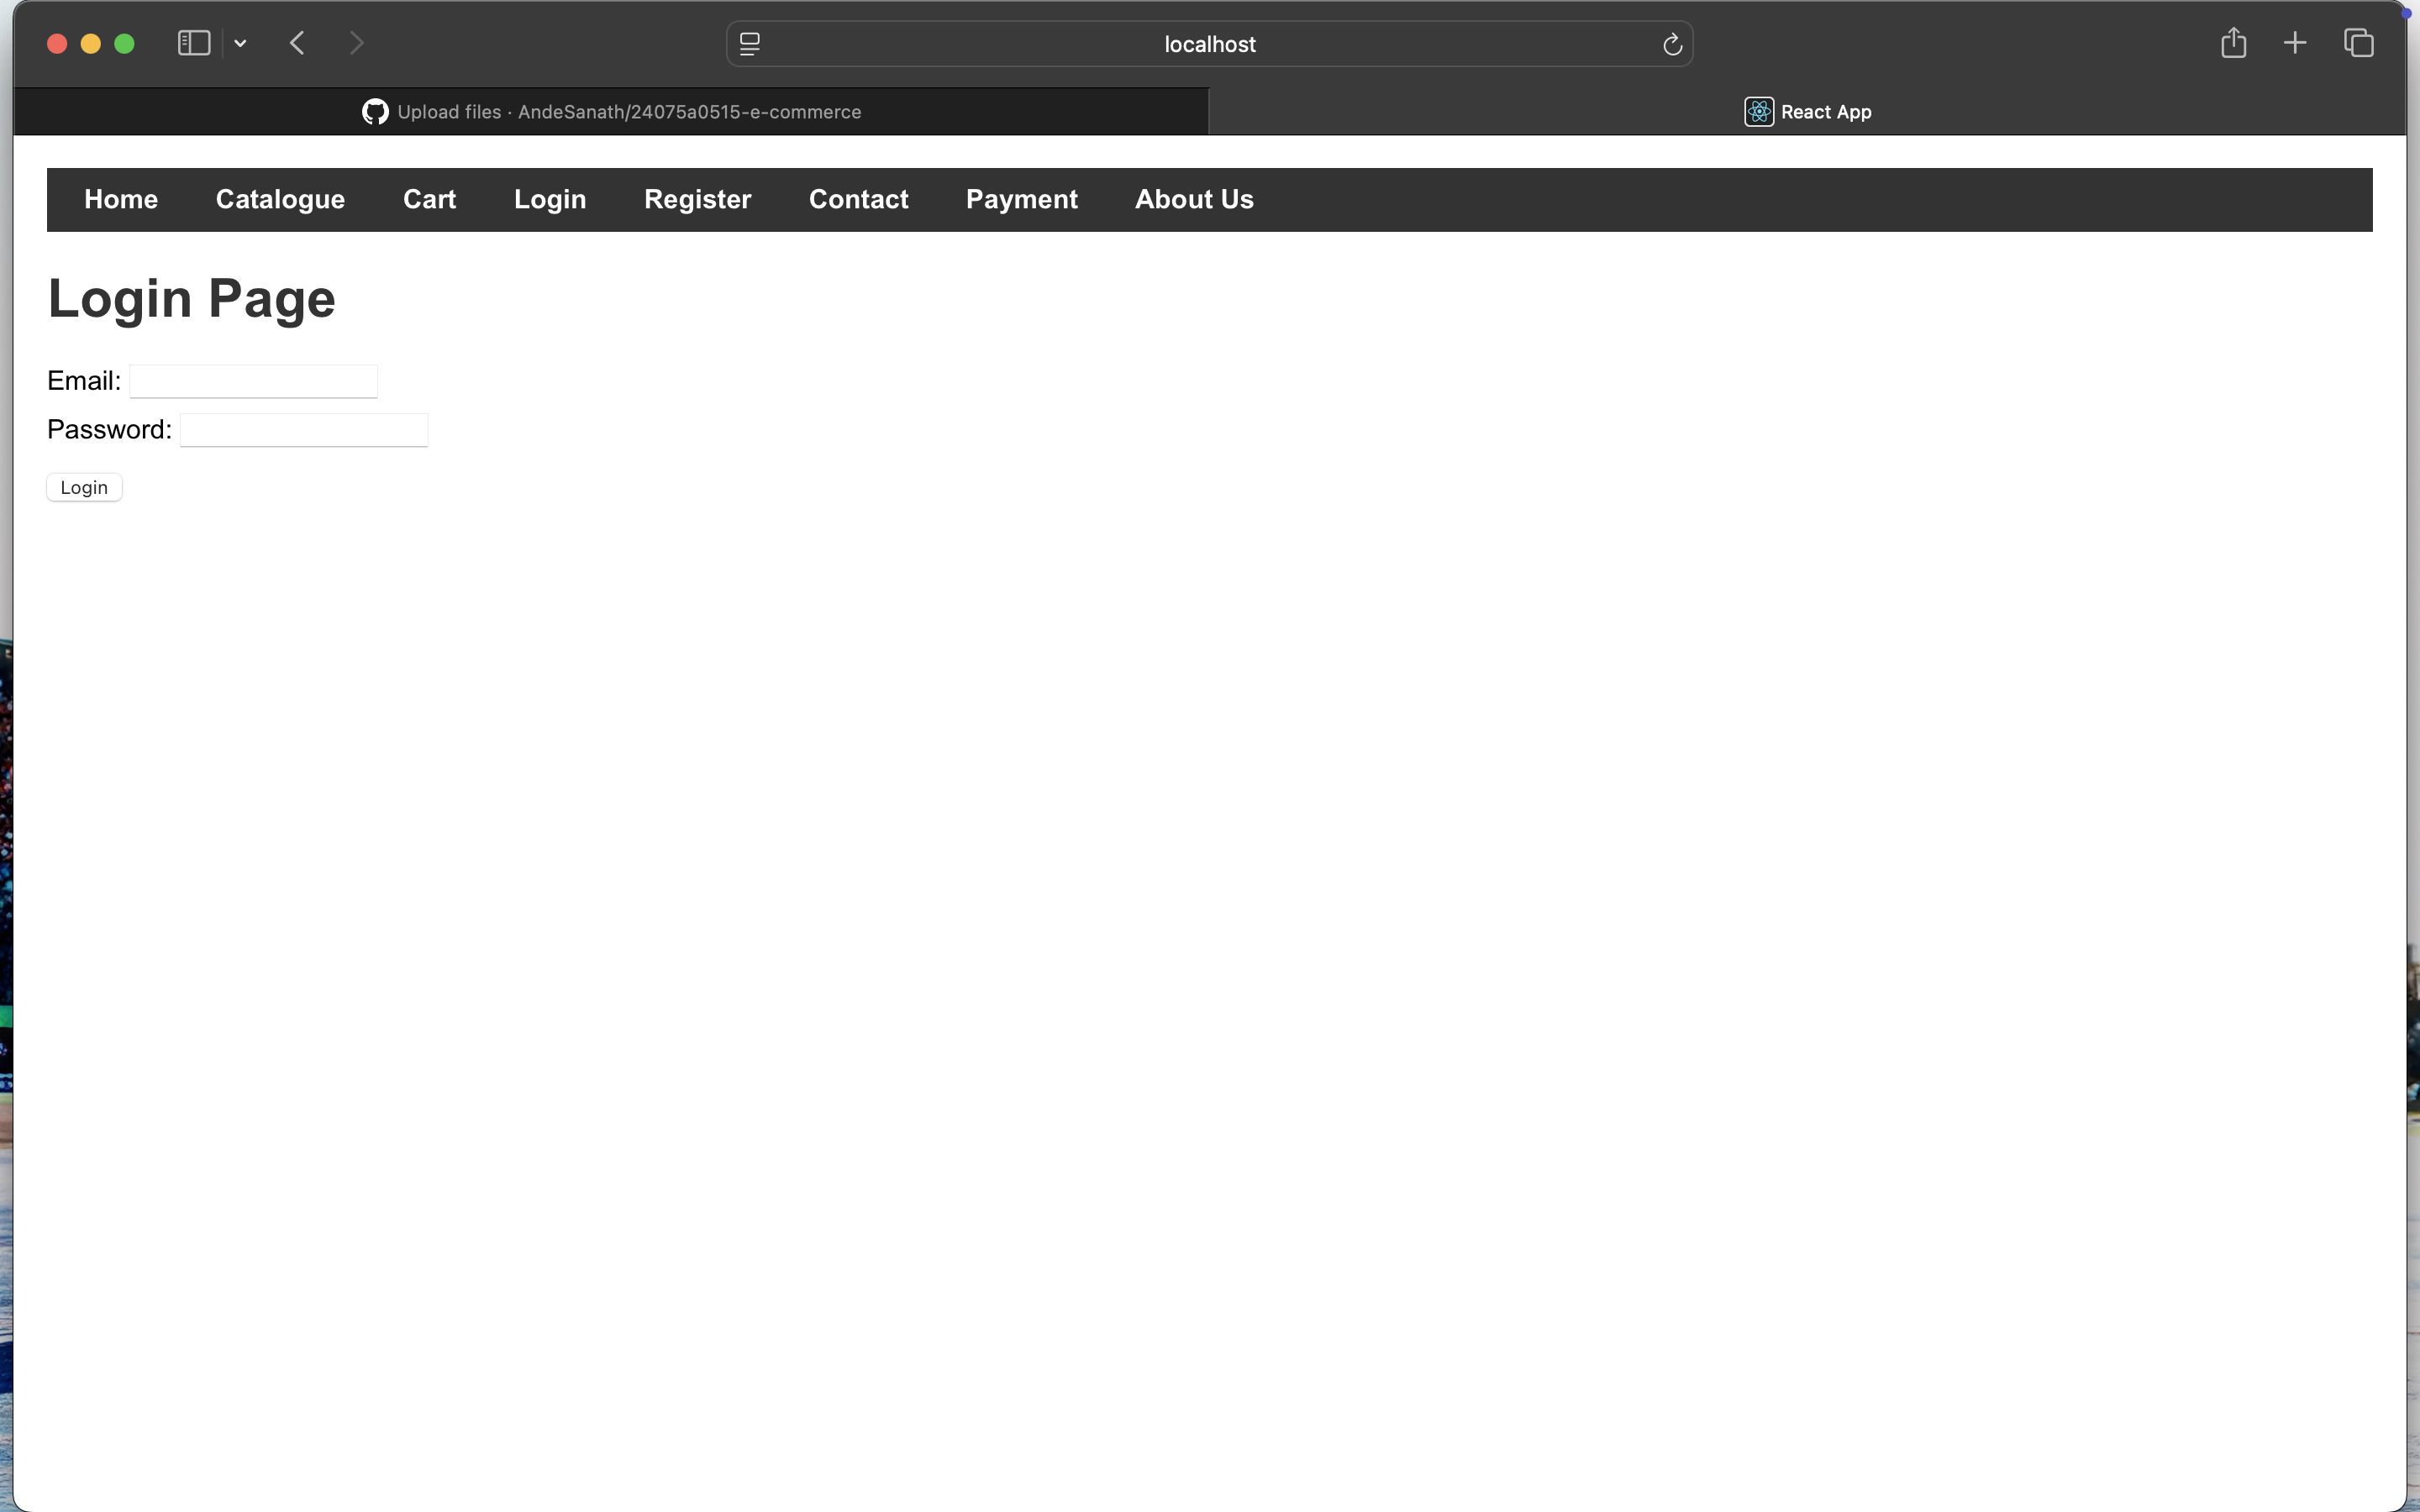 localhost
Upload files · AndeSanath/24075a0515-e-commerce
React App
Home Catalogue Cart Login Register Contact Payment About Us
Login Page
Email:
Password:
Login